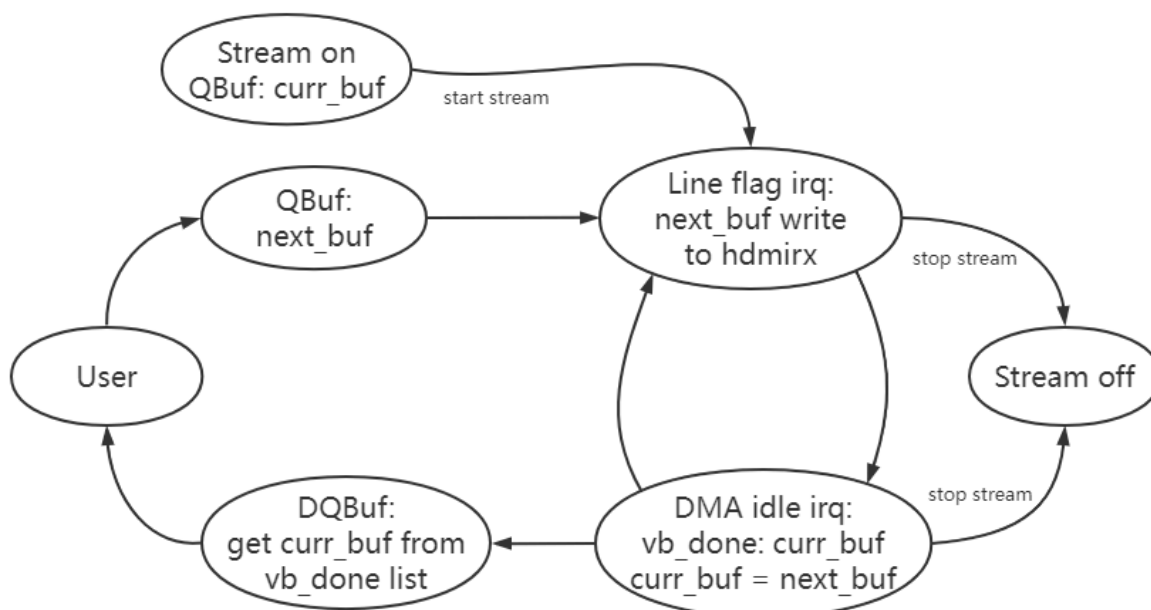 Stream on
QBuf: curr_buf
start stream
QBuf:
next_buf
Line flag irq:
next_buf write
to hdmirx
stop stream
User
Stream off
DQBuf:
get curr_buf from
vb_done list
DMA idle irq:
vb_done: curr_buf
curr_buf = next_buf
stop stream